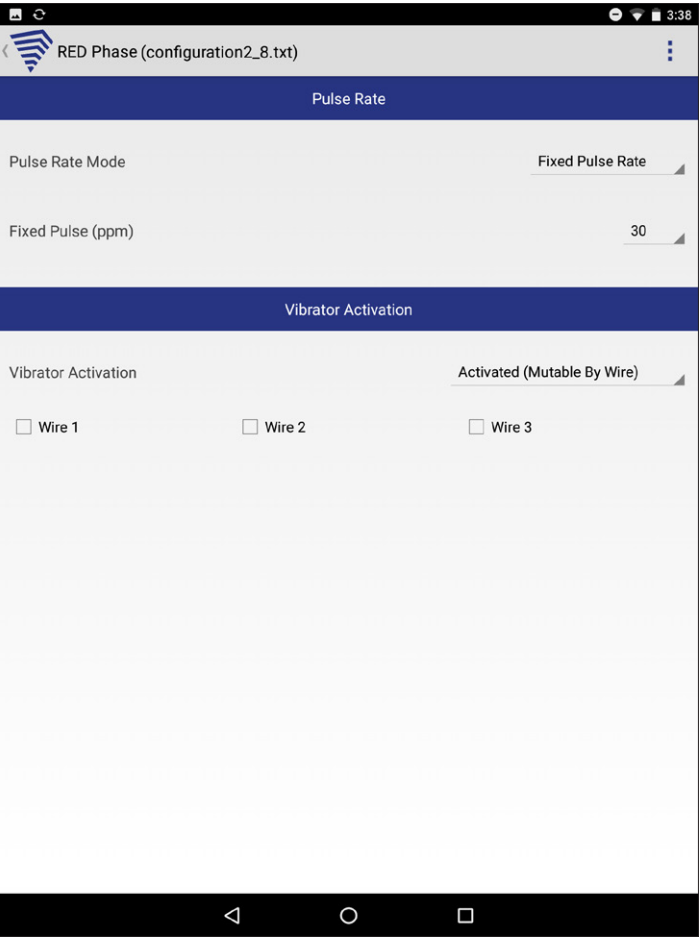 3:38
RED Phase (configuration2_8.txt)
Pulse Rate
Pulse Rate Mode Fixed Pulse Rate
Fixed Pulse (ppm) 30
Vibrator Activation
Vibrator Activation Activated (Mutable By Wire)
Wire 1 Wire 2 Wire 3